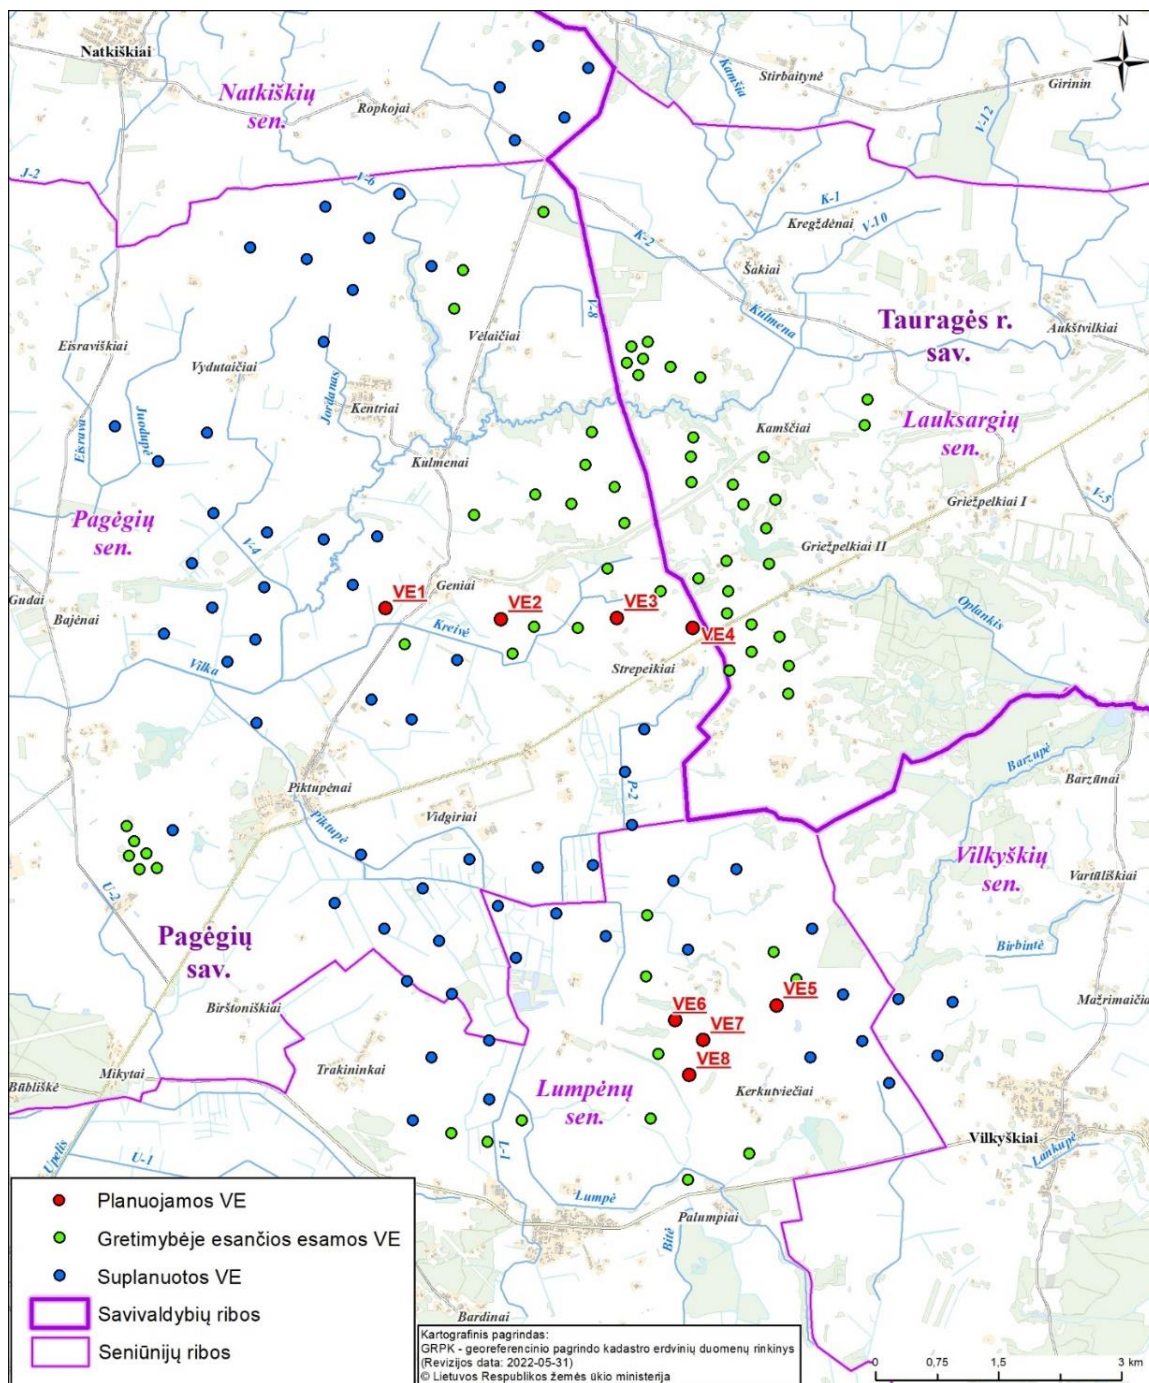 N
Natkiškiai
Natkiškių
sen.
Ropkojai
Kamšia
Stirbaitynė
Girinin
V-12
J-2
V-6
K-1
Kregždėnai
V-10
K-2
Šakiai
V-8
Kulmena
Tauragės r.
sav.
Aukštvilkiai
Eisraviškiai
Vėlaičiai
Vydutaičiai
Jordanas
Kentriai
Lauksargių
sen.
Kamščiai
Eisrava
Juodupė
Kulmenai
V-5
Griežpelkiai I
Pagėgių
sen.
V-4
Griežpelkiai II
Geniai
Gudai
Bajėnai
VE1
VE2
VE3
VE4
Oplankis
Kreivė
Vilka
Strepeikiai
Barzupė
Barzūnai
Piktupėnai
P-2
Piktupė
Vidgiriai
Vilkyškių
sen.
Vartūliškiai
U-2
Pagėgių
sav.
Birbintė
Birštoniškiai
Mažrimaičia
VE5
VE6
VE7
VE8
Būbliškė
Mikytai
Trakininkai
Lumpėnų
sen.
Kerkutviečiai
Vilkyškiai
Lankupė
Upelis
U-1
L-1
Lumpė
Palumpiai
Bitė
Bardinai
Planuojamos VE
Gretimybėje esančios esamos VE
Suplanuotos VE
Savivaldybių ribos
Seniūnijų ribos
Kartografinis pagrindas:
GRPK - georeferencinio pagrindo kadastro erdvinių duomenų rinkinys
(Revizijos data: 2022-05-31)
© Lietuvos Respublikos žemės ūkio ministerija
0 0,75 1,5 3 km